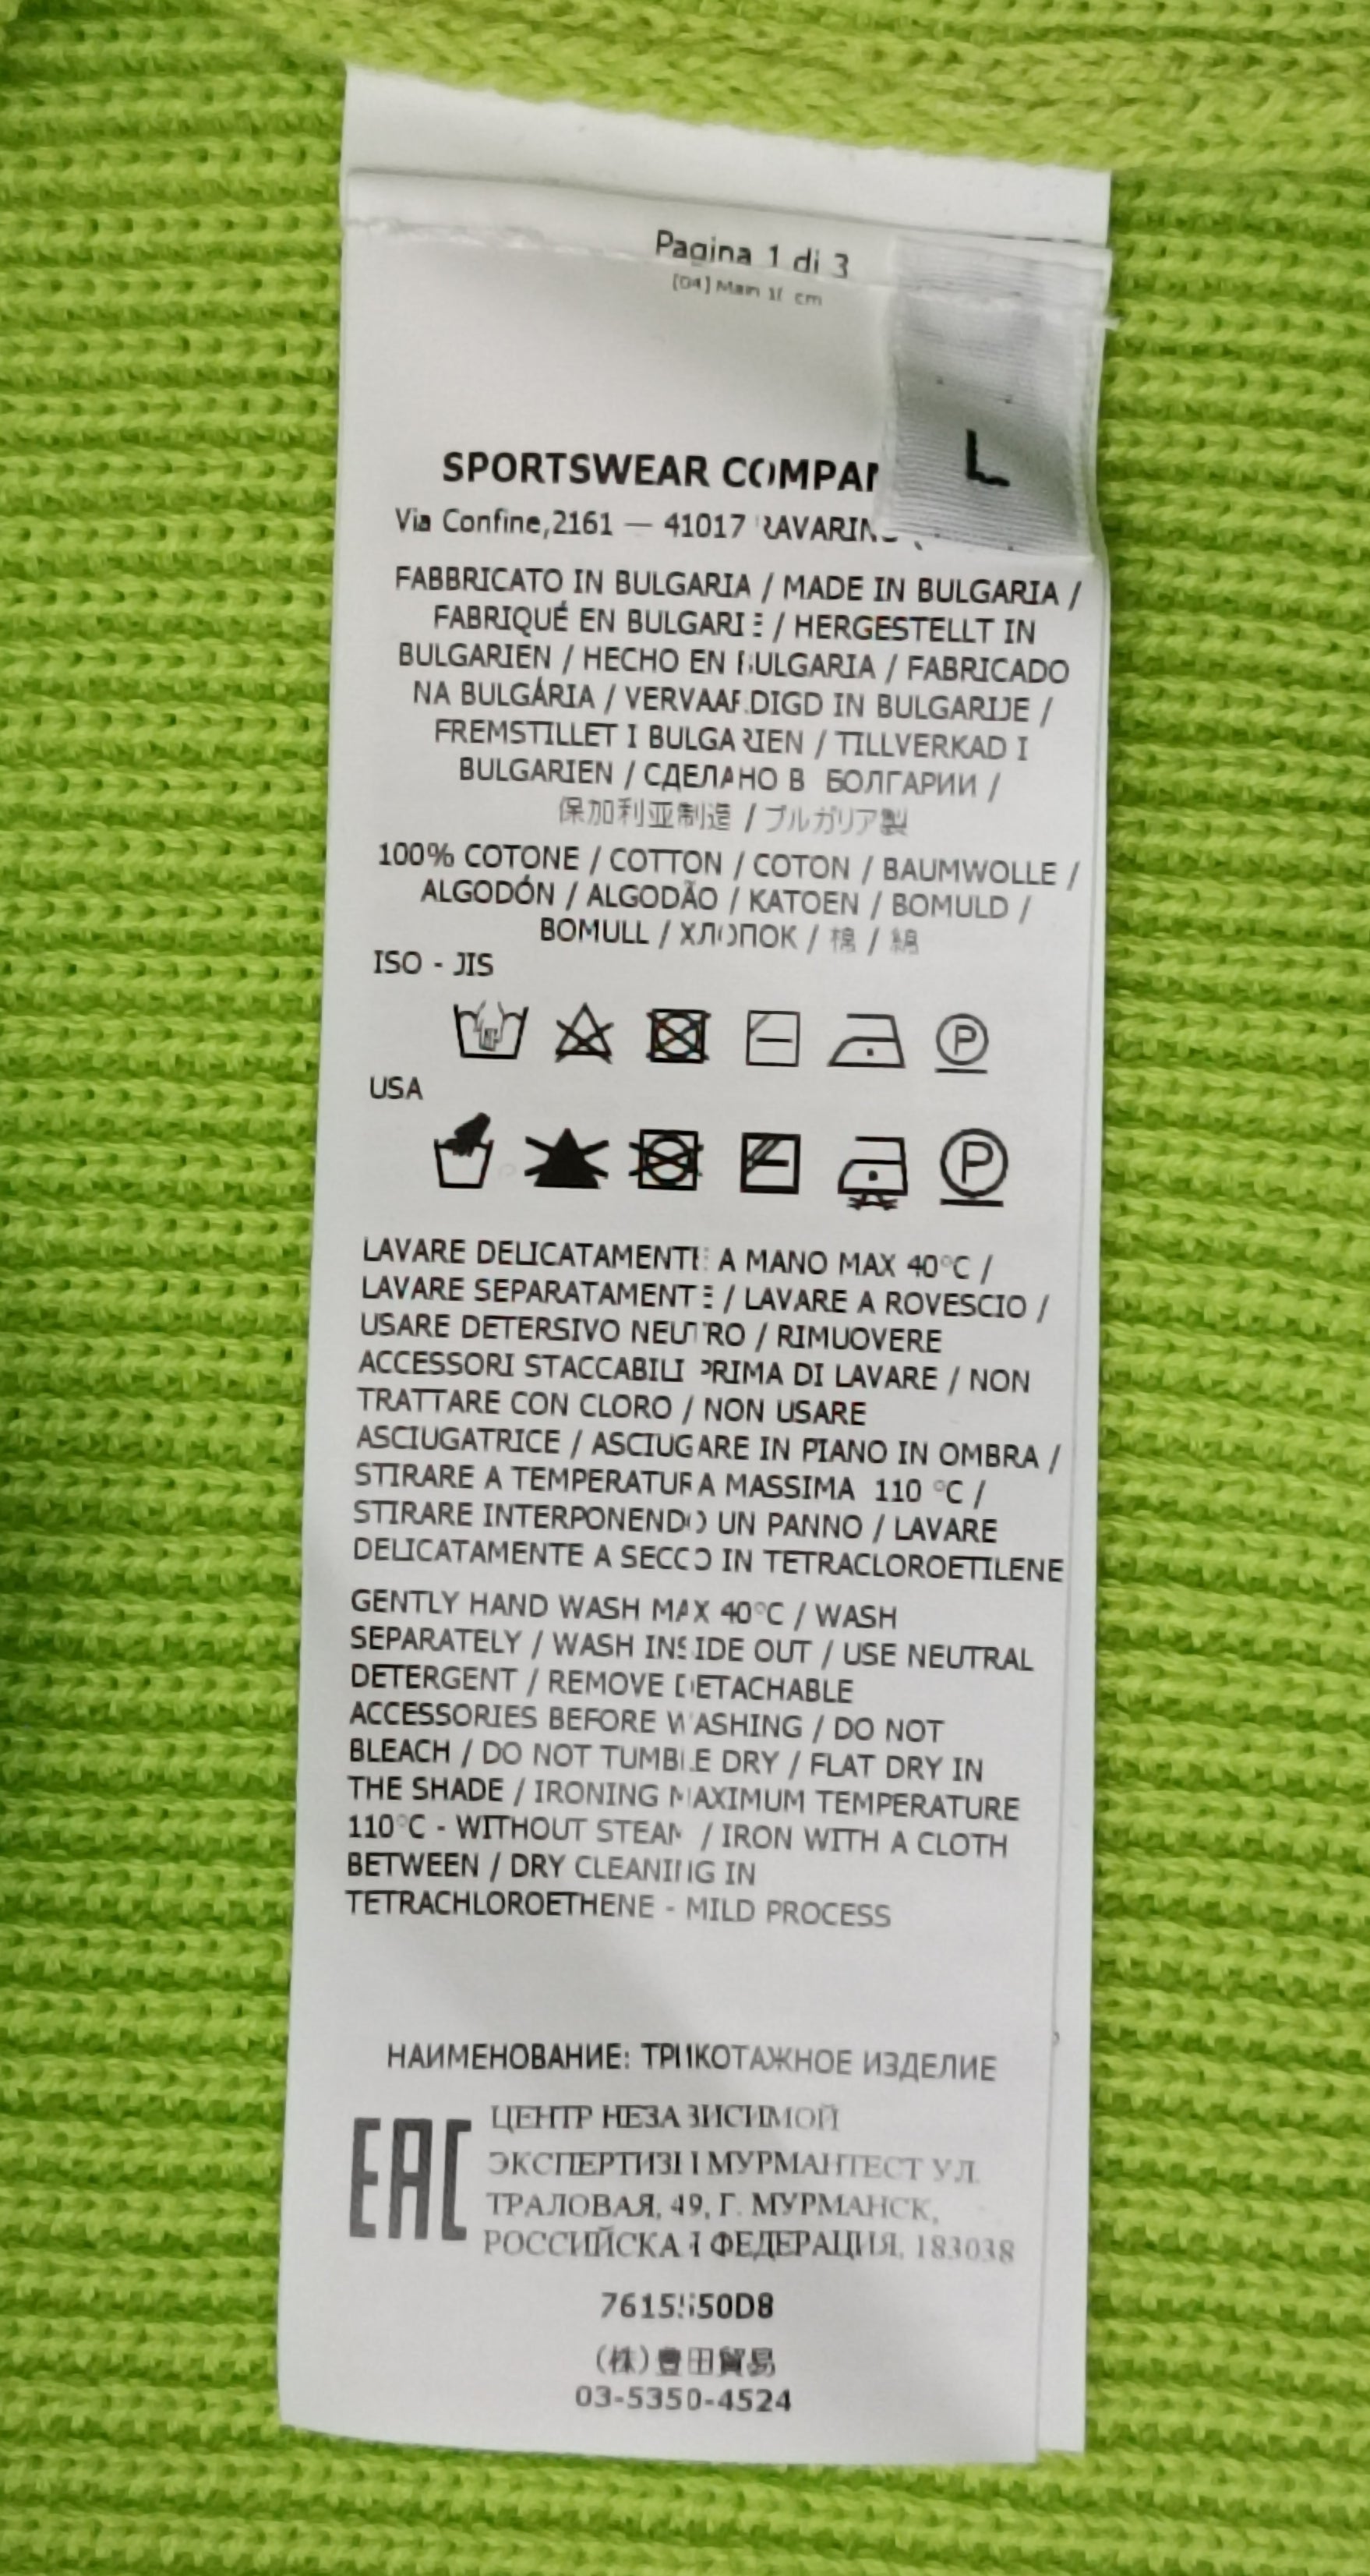 Pagina 1 di 3
[04] Main 1 cm
L
SPORTSWEAR COMPA
Via Confine,2161 — 41017 RAVARIN
FABBRICATO IN BULGARIA / MADE IN BULGARIA /
FABRIQUÉ EN BULGARIE / HERGESTELLT IN
BULGARIEN / HECHO EN BULGARIA / FABRICADO
NA BULGÁRIA / VERVAARDIGD IN BULGARIJE /
FREMSTILLET I BULGARIEN / TILLVERKAD I
BULGARIEN / СДЕЛАНО В БОЛГАРИИ /
保加利亚制造 / ブルガリア製
100% COTONE / COTTON / COTON / BAUMWOLLE /
ALGODÓN / ALGODÃO / KATOEN / BOMULD /
BOMULL / ХЛОПОК / 棉 / 綿
ISO - JIS
P
USA
P
LAVARE DELICATAMENTE A MANO MAX 40°C /
LAVARE SEPARATAMENTE / LAVARE A ROVESCIO /
USARE DETERSIVO NEUTRO / RIMUOVERE
ACCESSORI STACCABILI PRIMA DI LAVARE / NON
TRATTARE CON CLORO / NON USARE
ASCIUGATRICE / ASCIUGARE IN PIANO IN OMBRA /
STIRARE A TEMPERATURA MASSIMA 110 °C /
STIRARE INTERPONENDO UN PANNO / LAVARE
DELICATAMENTE A SECCO IN TETRACLOROETILENE
GENTLY HAND WASH MAX 40°C / WASH
SEPARATELY / WASH INSIDE OUT / USE NEUTRAL
DETERGENT / REMOVE DETACHABLE
ACCESSORIES BEFORE WASHING / DO NOT
BLEACH / DO NOT TUMBLE DRY / FLAT DRY IN
THE SHADE / IRONING MAXIMUM TEMPERATURE
110°C - WITHOUT STEAM / IRON WITH A CLOTH
BETWEEN / DRY CLEANING IN
TETRACHLOROETHENE - MILD PROCESS
НАИМЕНОВАНИЕ: ТРИКОТАЖНОЕ ИЗДЕЛИЕ
EAC
ЦЕНТР НЕЗАВИСИМОЙ
ЭКСПЕРТИЗЫ МУРМАНТЕСТ УЛ.
ТРАЛОВАЯ, 49, Г. МУРМАНСК,
РОССИЙСКАЯ ФЕДЕРАЦИЯ, 183038
7615550D8
(株)豊田貿易
03-5350-4524